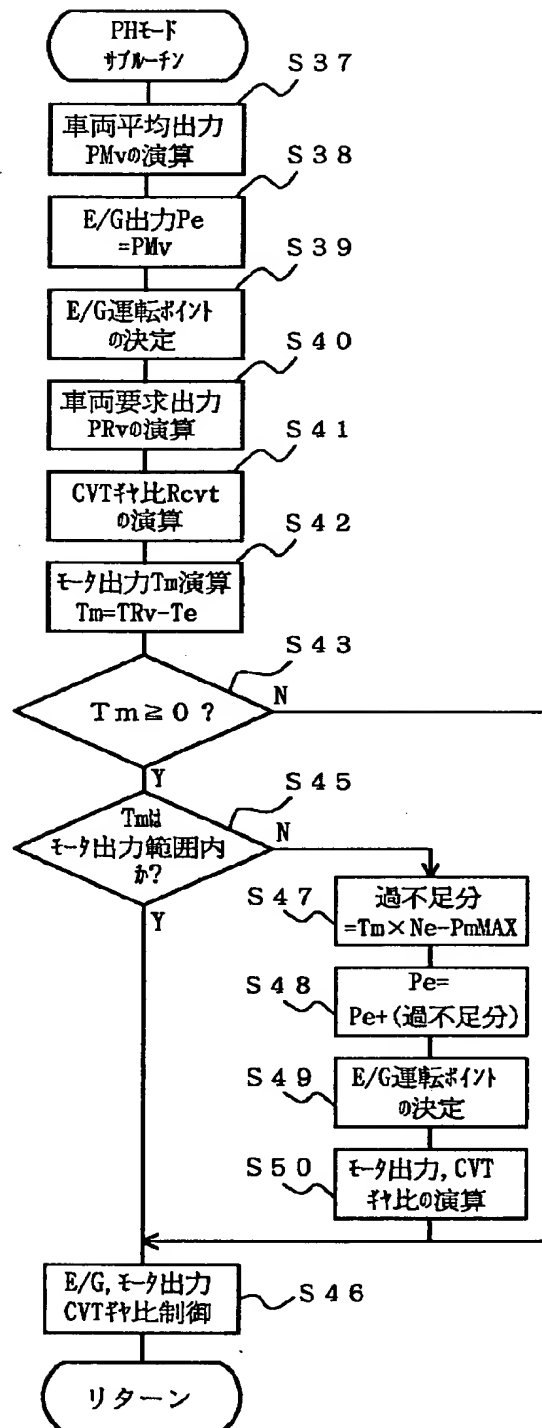 PHモード
サブルーチン
S37
車両平均出力
PMvの演算
S38
E/G出力Pe
=PMv
S39
E/G運転ポイント
の決定
S40
車両要求出力
PRvの演算
S41
CVTギヤ比Rcvt
の演算
S42
モータ出力Tm演算
Tm=TRv-Te
S43
Tm≧0?
N
Y
S45
Tmは
モータ出力範囲内
か?
N
Y
S47
過不足分
=Tm×Ne-PmMAX
S48
Pe=
Pe+(過不足分)
S49
E/G運転ポイント
の決定
S50
モータ出力,CVT
ギヤ比の演算
E/G,モータ出力
CVTギヤ比制御
S46
リターン